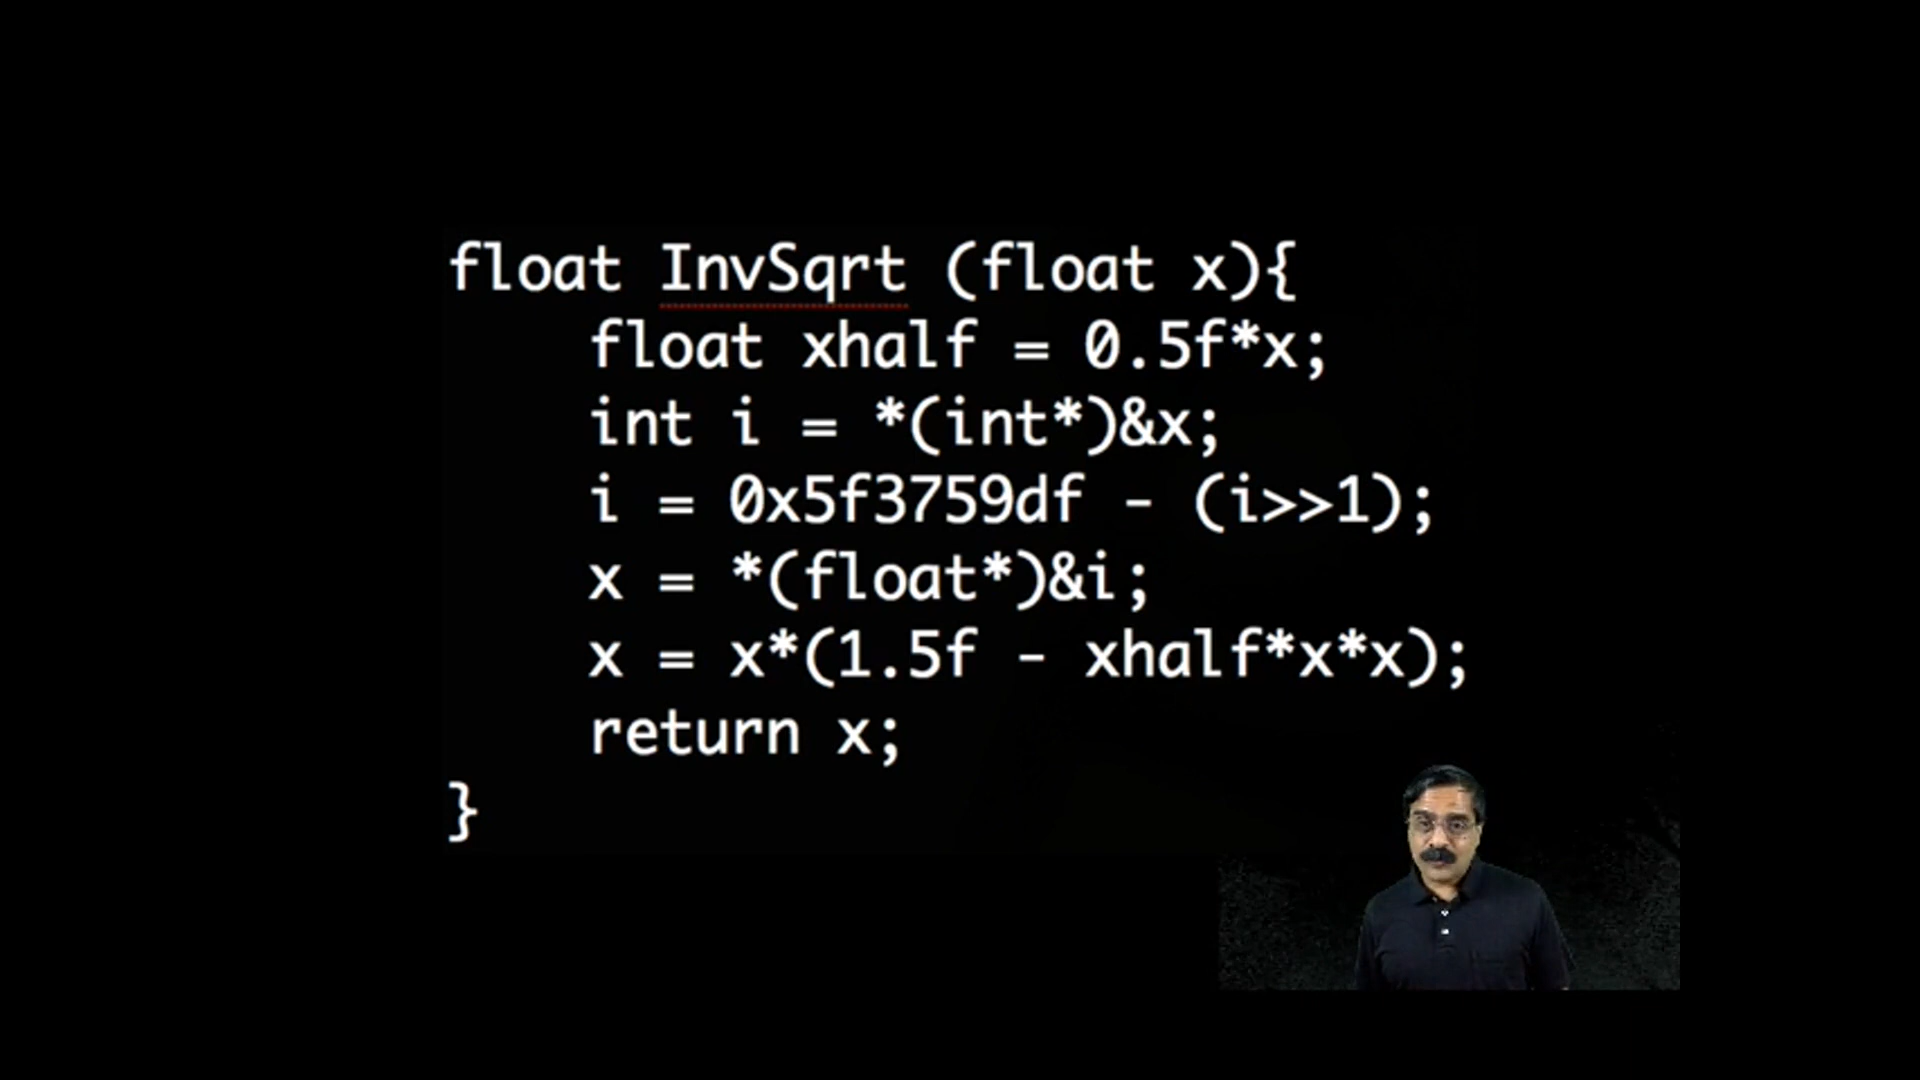 float InvSqrt (float x){
float xhalf = 0.5f*x;
int i = *(int*)&x;
i = 0x5f3759df - (i>>1);
x = *(float*)&i;
x = x*(1.5f - xhalf*x*x);
return x;
}